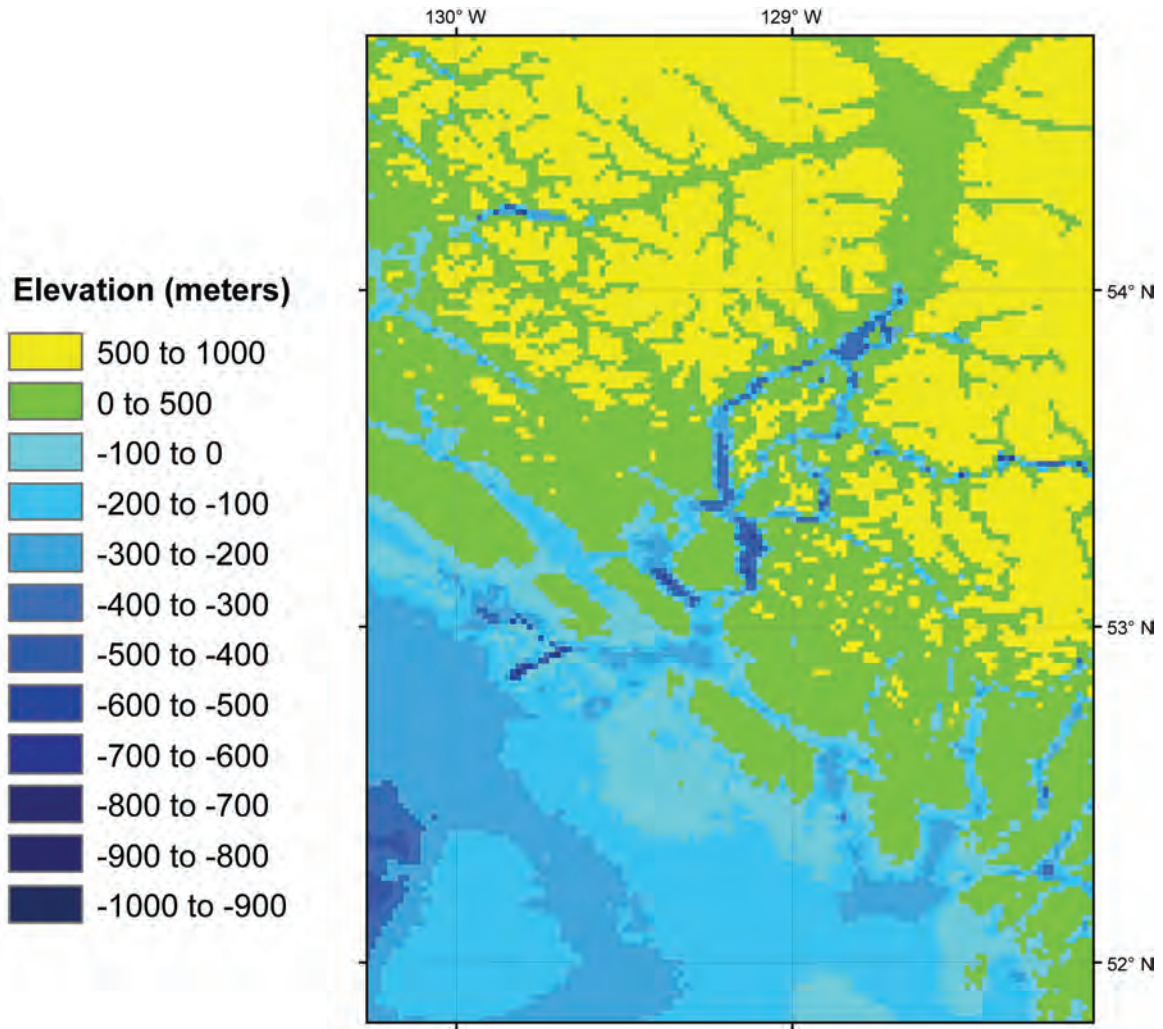 130° W
129° W
Elevation (meters)
500 to 1000
0 to 500
-100 to 0
-200 to -100
-300 to -200
-400 to -300
-500 to -400
-600 to -500
-700 to -600
-800 to -700
-900 to -800
-1000 to -900
54° N
53° N
52° N